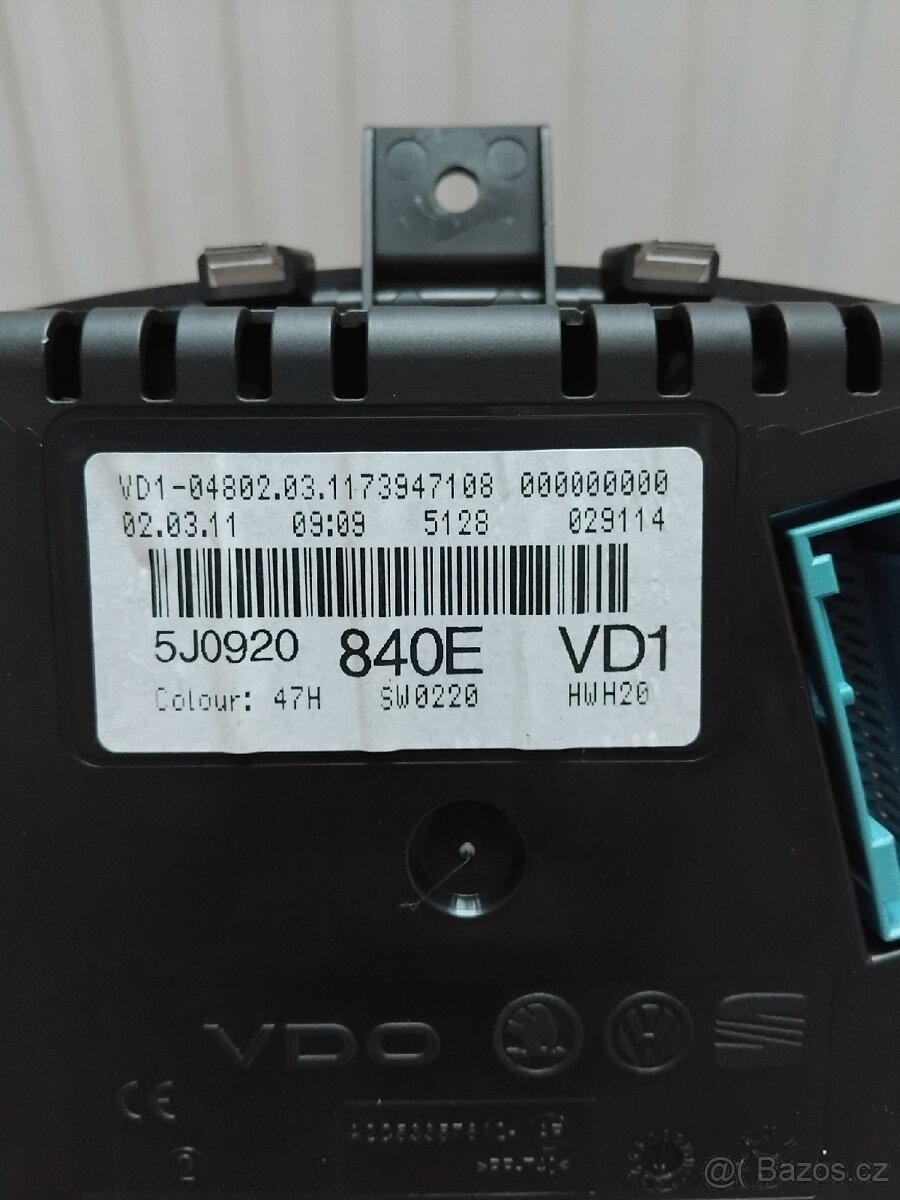 VD1-04802.03.1173947108 000000000
02.03.11 09:09 5128 029114
5J0920 840E VD1
Colour: 47H SW0220 HWH20
VDO
CE
2
@( Bazos.cz